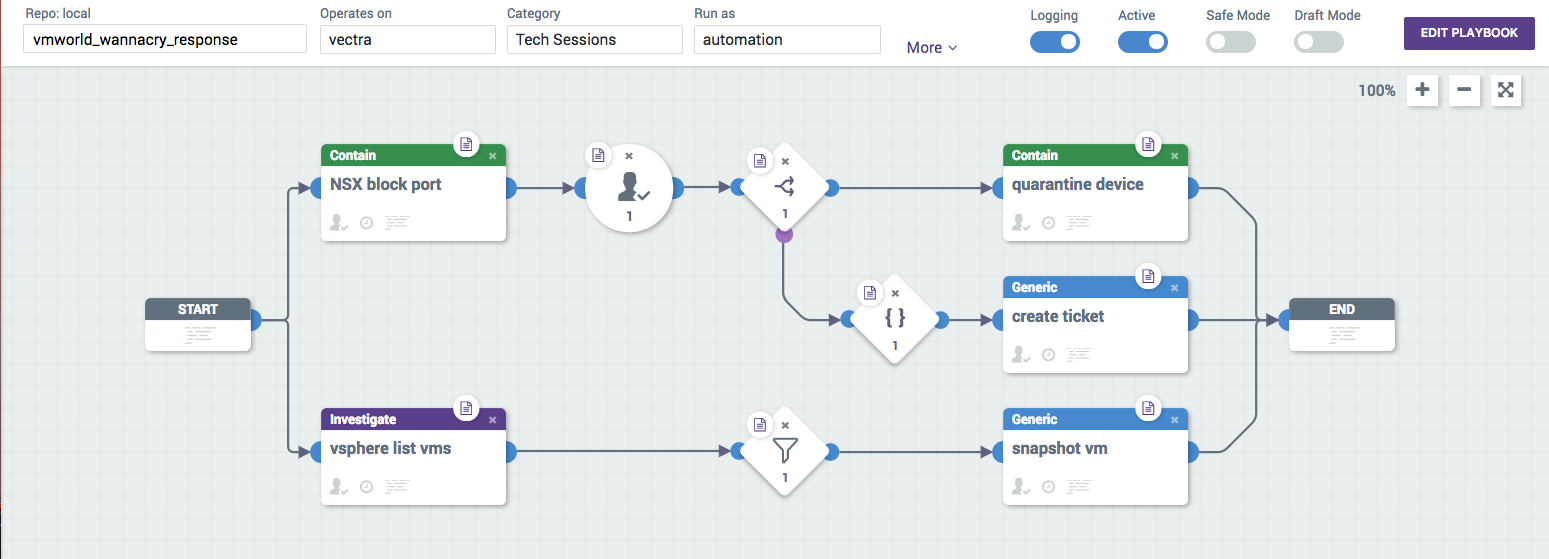 Repo: local
Operates on
Category
Run as
Logging
Active
Safe Mode
Draft Mode
vmworld_wannacry_response
vectra
Tech Sessions
automation
More
EDIT PLAYBOOK
100%
Contain
NSX block port
1
1
Contain
quarantine device
START
{ }
1
Generic
create ticket
END
Investigate
vsphere list vms
1
Generic
snapshot vm